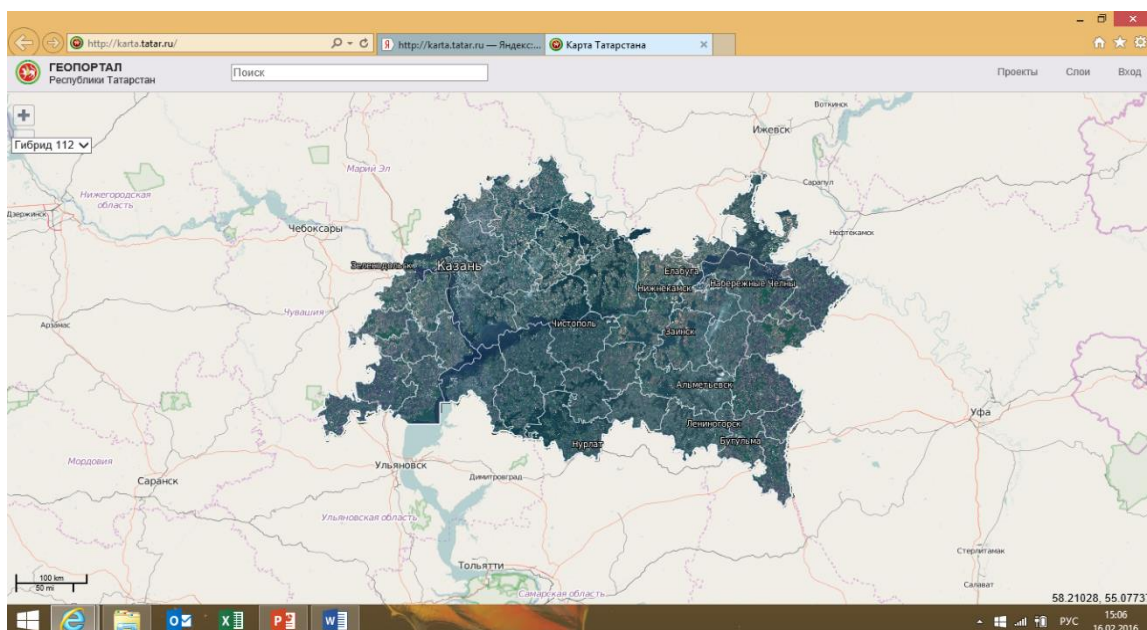 http://karta.tatar.ru/
http://karta.tatar.ru — Яндекс:...
Карта Татарстана
ГЕОПОРТАЛ
Республики Татарстан
Поиск
Проекты
Слои
Вход
Гибрид 112
Воткинск
Ижевск
Марий Эл
Сарапул
Нижегородская
область
Дзержинск
Чебоксары
Нефтекамск
Зеленодольск
Казань
Елабуга
Нижнекамск
Набережные Челны
Чувашия
Арзамас
Чистополь
Заинск
Альметьевск
Уфа
Лениногорск
Бугульма
Нурлат
Мордовия
Саранск
Ульяновск
Димитровград
Ульяновская область
Стерлитамак
Тольятти
Салават
Самарская область
100 km
50 mi
58.21028, 55.0773
РУС
15:06
16.02.2016